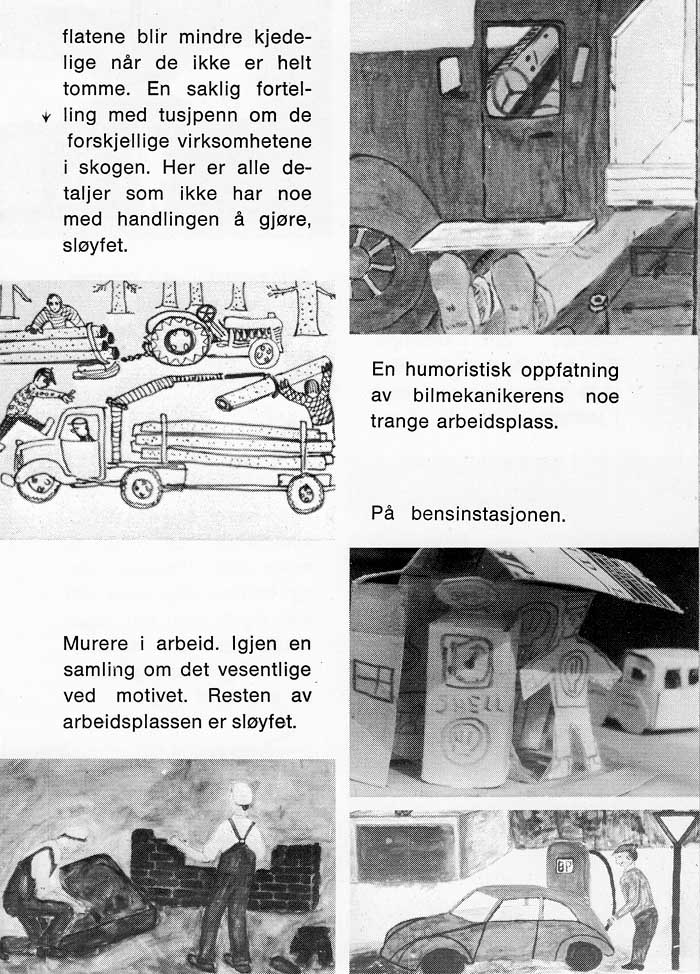 flatene blir mindre kjede-
lige når de ikke er helt
tomme. En saklig fortel-
ling med tusjpenn om de
forskjellige virksomhetene
i skogen. Her er alle de-
taljer som ikke har noe
med handlingen å gjøre,
sløyfet.
En humoristisk oppfatning
av bilmekanikerens noe
trange arbeidsplass.
På bensinstasjonen.
Murere i arbeid. Igjen en
samling om det vesentlige
ved motivet. Resten av
arbeidsplassen er sløyfet.
BP